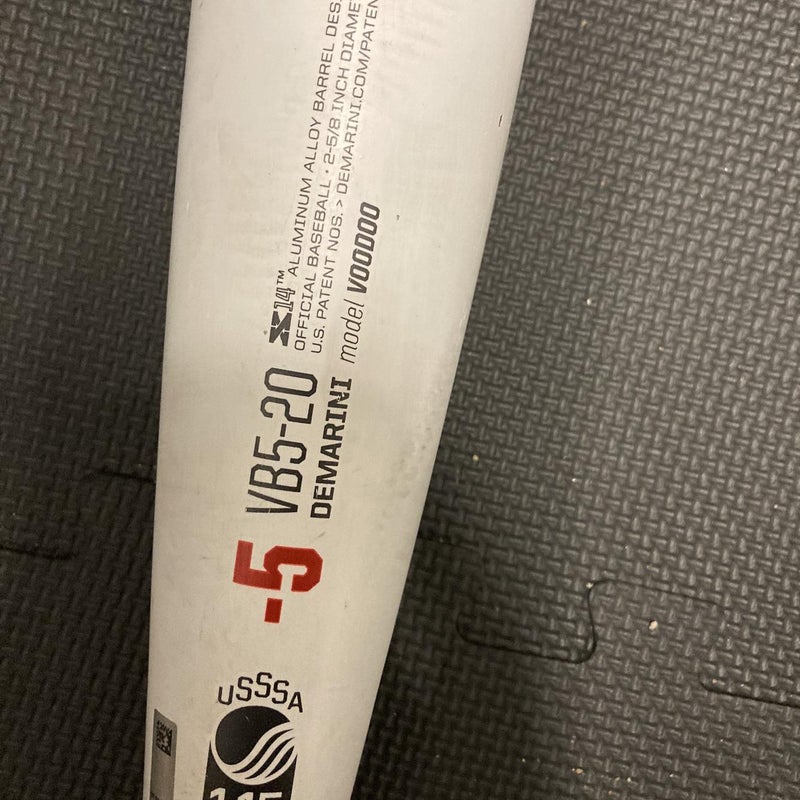 X14™ ALUMINUM ALLOY BARREL DES
OFFICIAL BASEBALL • 2-5/8 INCH DIAME
U.S. PATENT NOS. > DEMARINI.COM/PATEN
VB5-20
DEMARINI model VOODOO
-5
USSSA